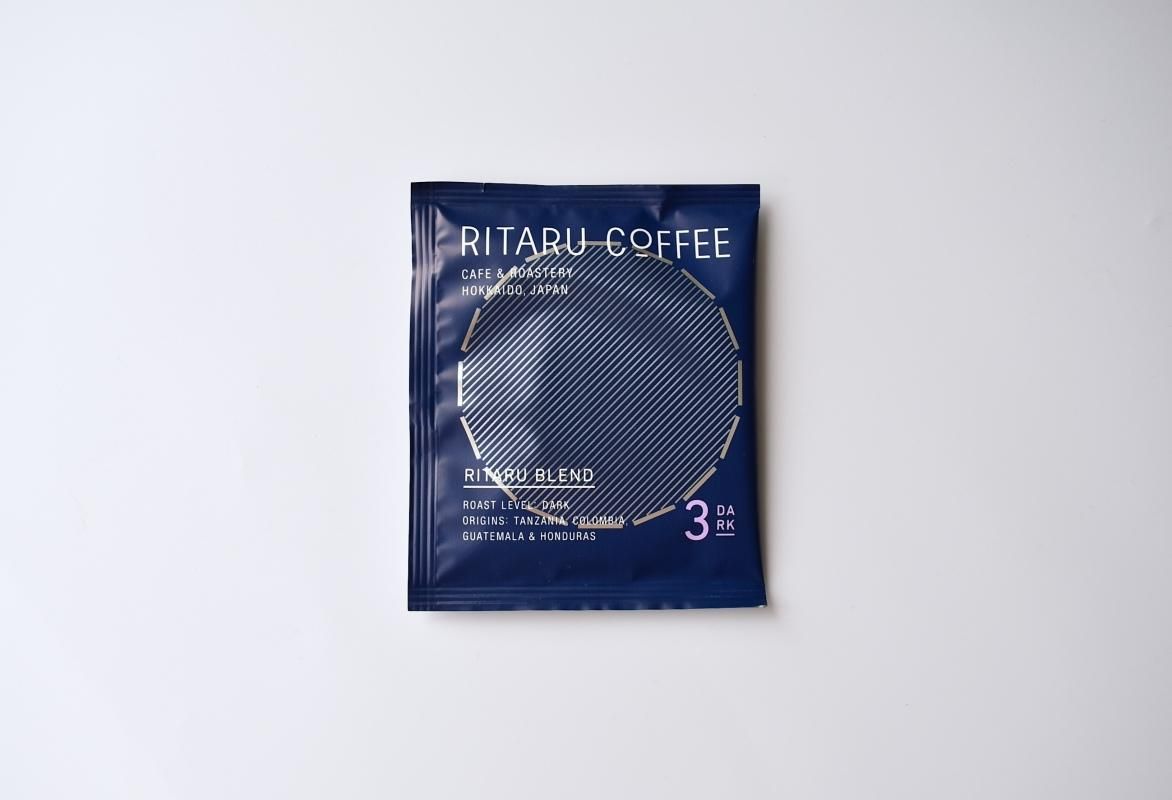 RITARU COFFEE
CAFE & ROASTERY
HOKKAIDO, JAPAN
RITARU BLEND
ROAST LEVEL: DARK
ORIGINS: TANZANIA, COLOMBIA,
GUATEMALA & HONDURAS
3 DA
RK